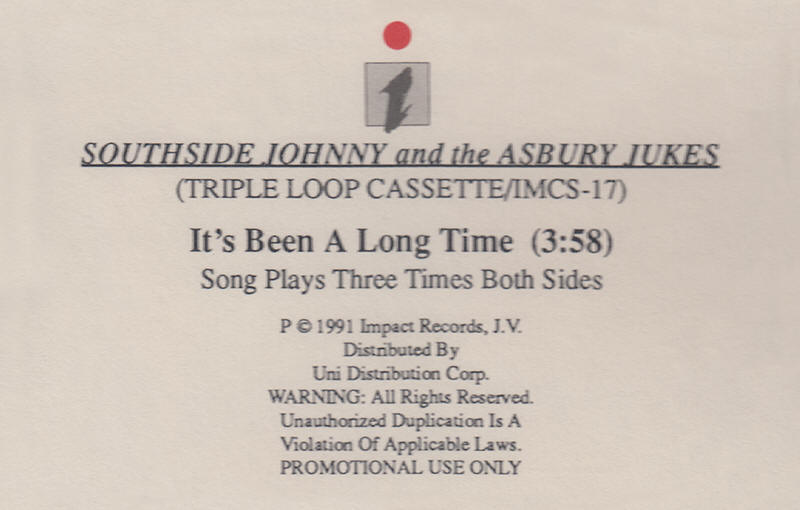 i
SOUTHSIDE JOHNNY and the ASBURY JUKES
(TRIPLE LOOP CASSETTE/IMCS-17)
It's Been A Long Time (3:58)
Song Plays Three Times Both Sides
P © 1991 Impact Records, J.V.
Distributed By
Uni Distribution Corp.
WARNING: All Rights Reserved.
Unauthorized Duplication Is A
Violation Of Applicable Laws.
PROMOTIONAL USE ONLY